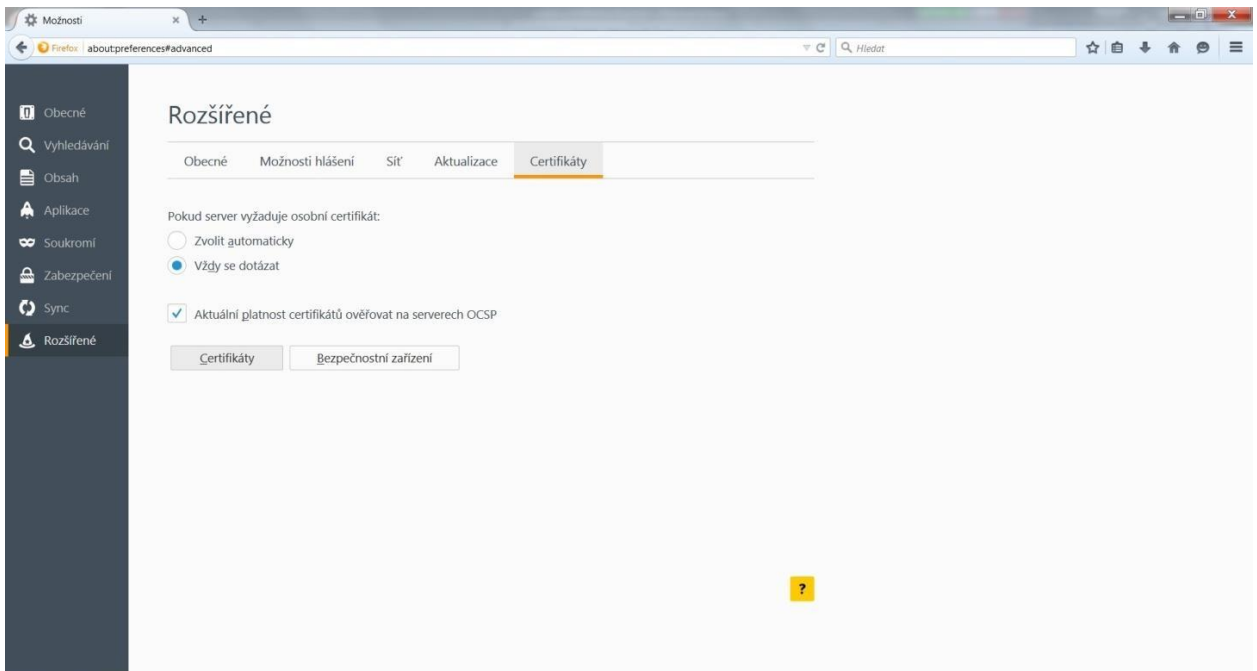 Možnosti
Firefox about:preferences#advanced Hledat
Obecné
Vyhledávání
Obsah
Aplikace
Soukromí
Zabezpečení
Sync
Rozšířené
Rozšířené
Obecné Možnosti hlášení Síť Aktualizace Certifikáty
Pokud server vyžaduje osobní certifikát:
Zvolit automaticky
Vždy se dotázat
Aktuální platnost certifikátů ověřovat na serverech OCSP
Certifikáty Bezpečnostní zařízení
?